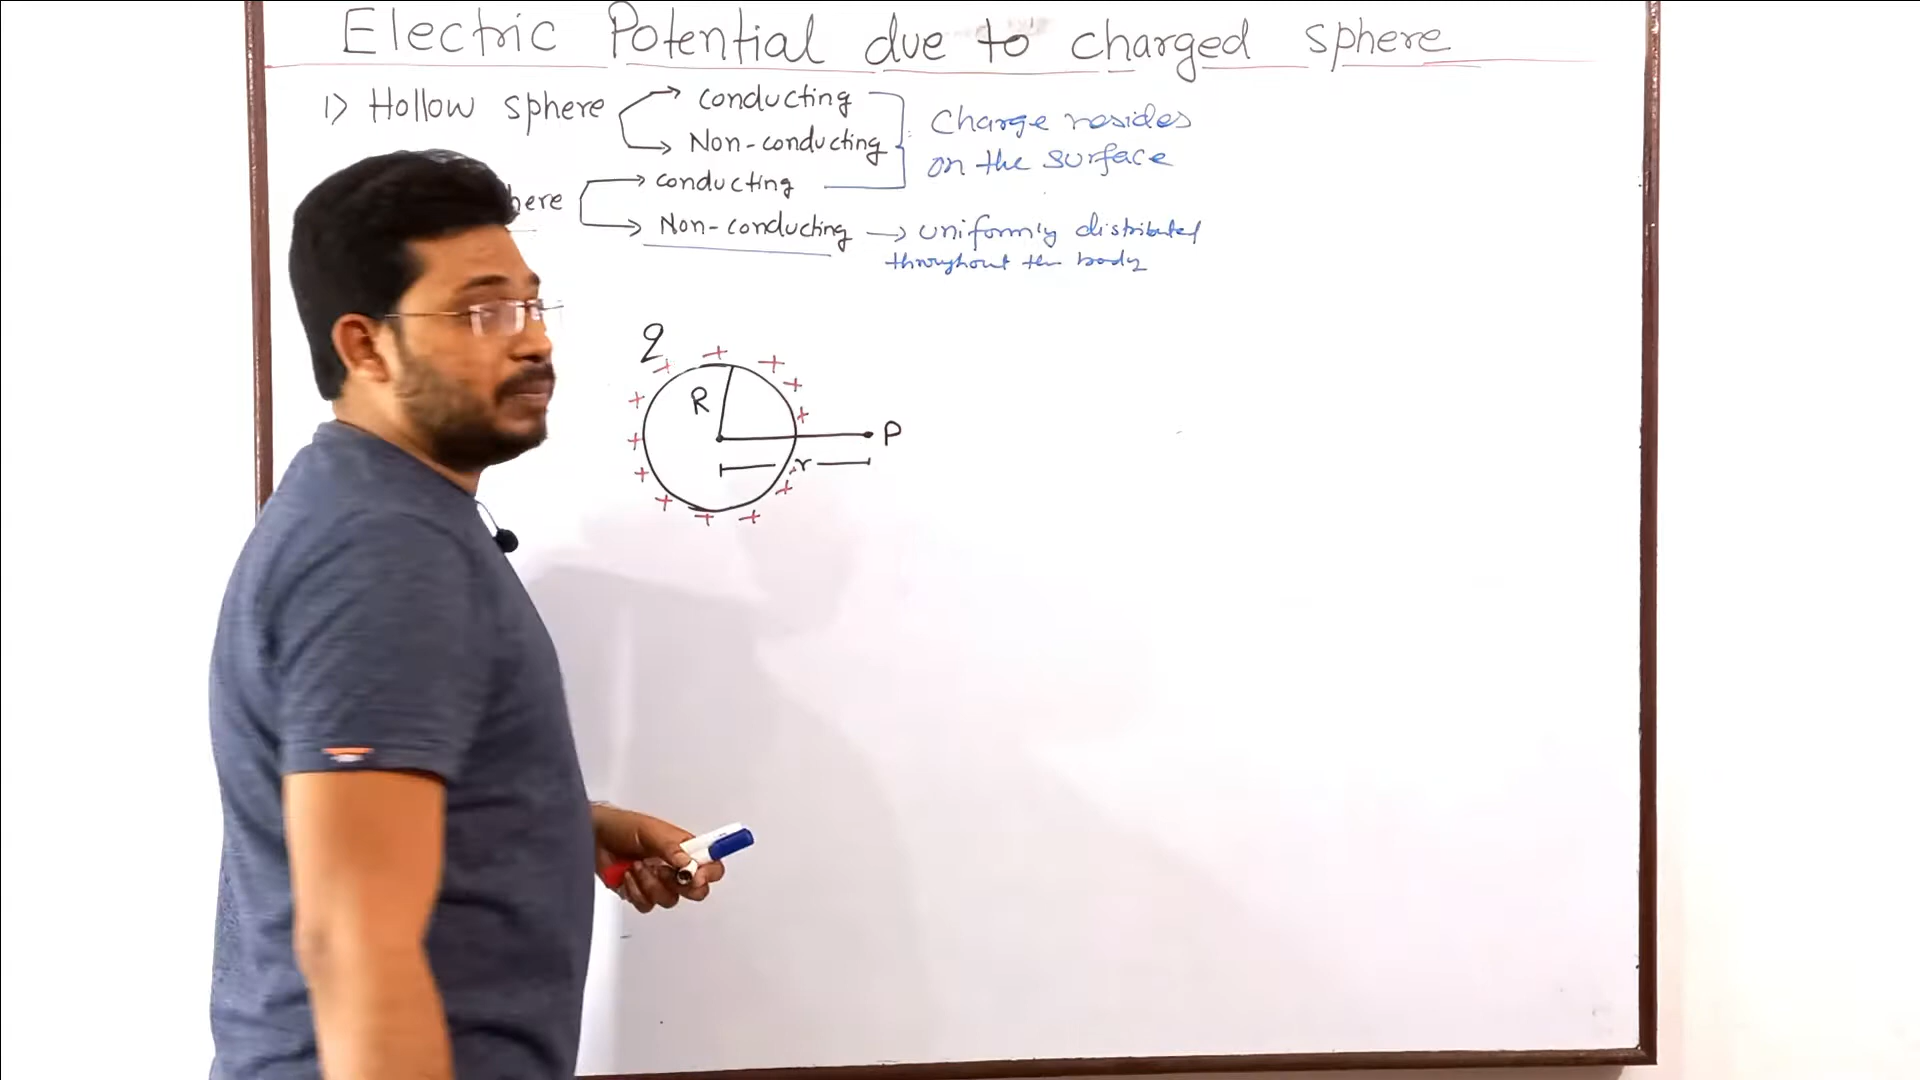 Electric Potential due to charged sphere
1) Hollow sphere
conducting
Non-conducting
Charge resides
on the surface
here
conducting
Non-conducting → uniformly distributed
throughout the body
q
R
P
r